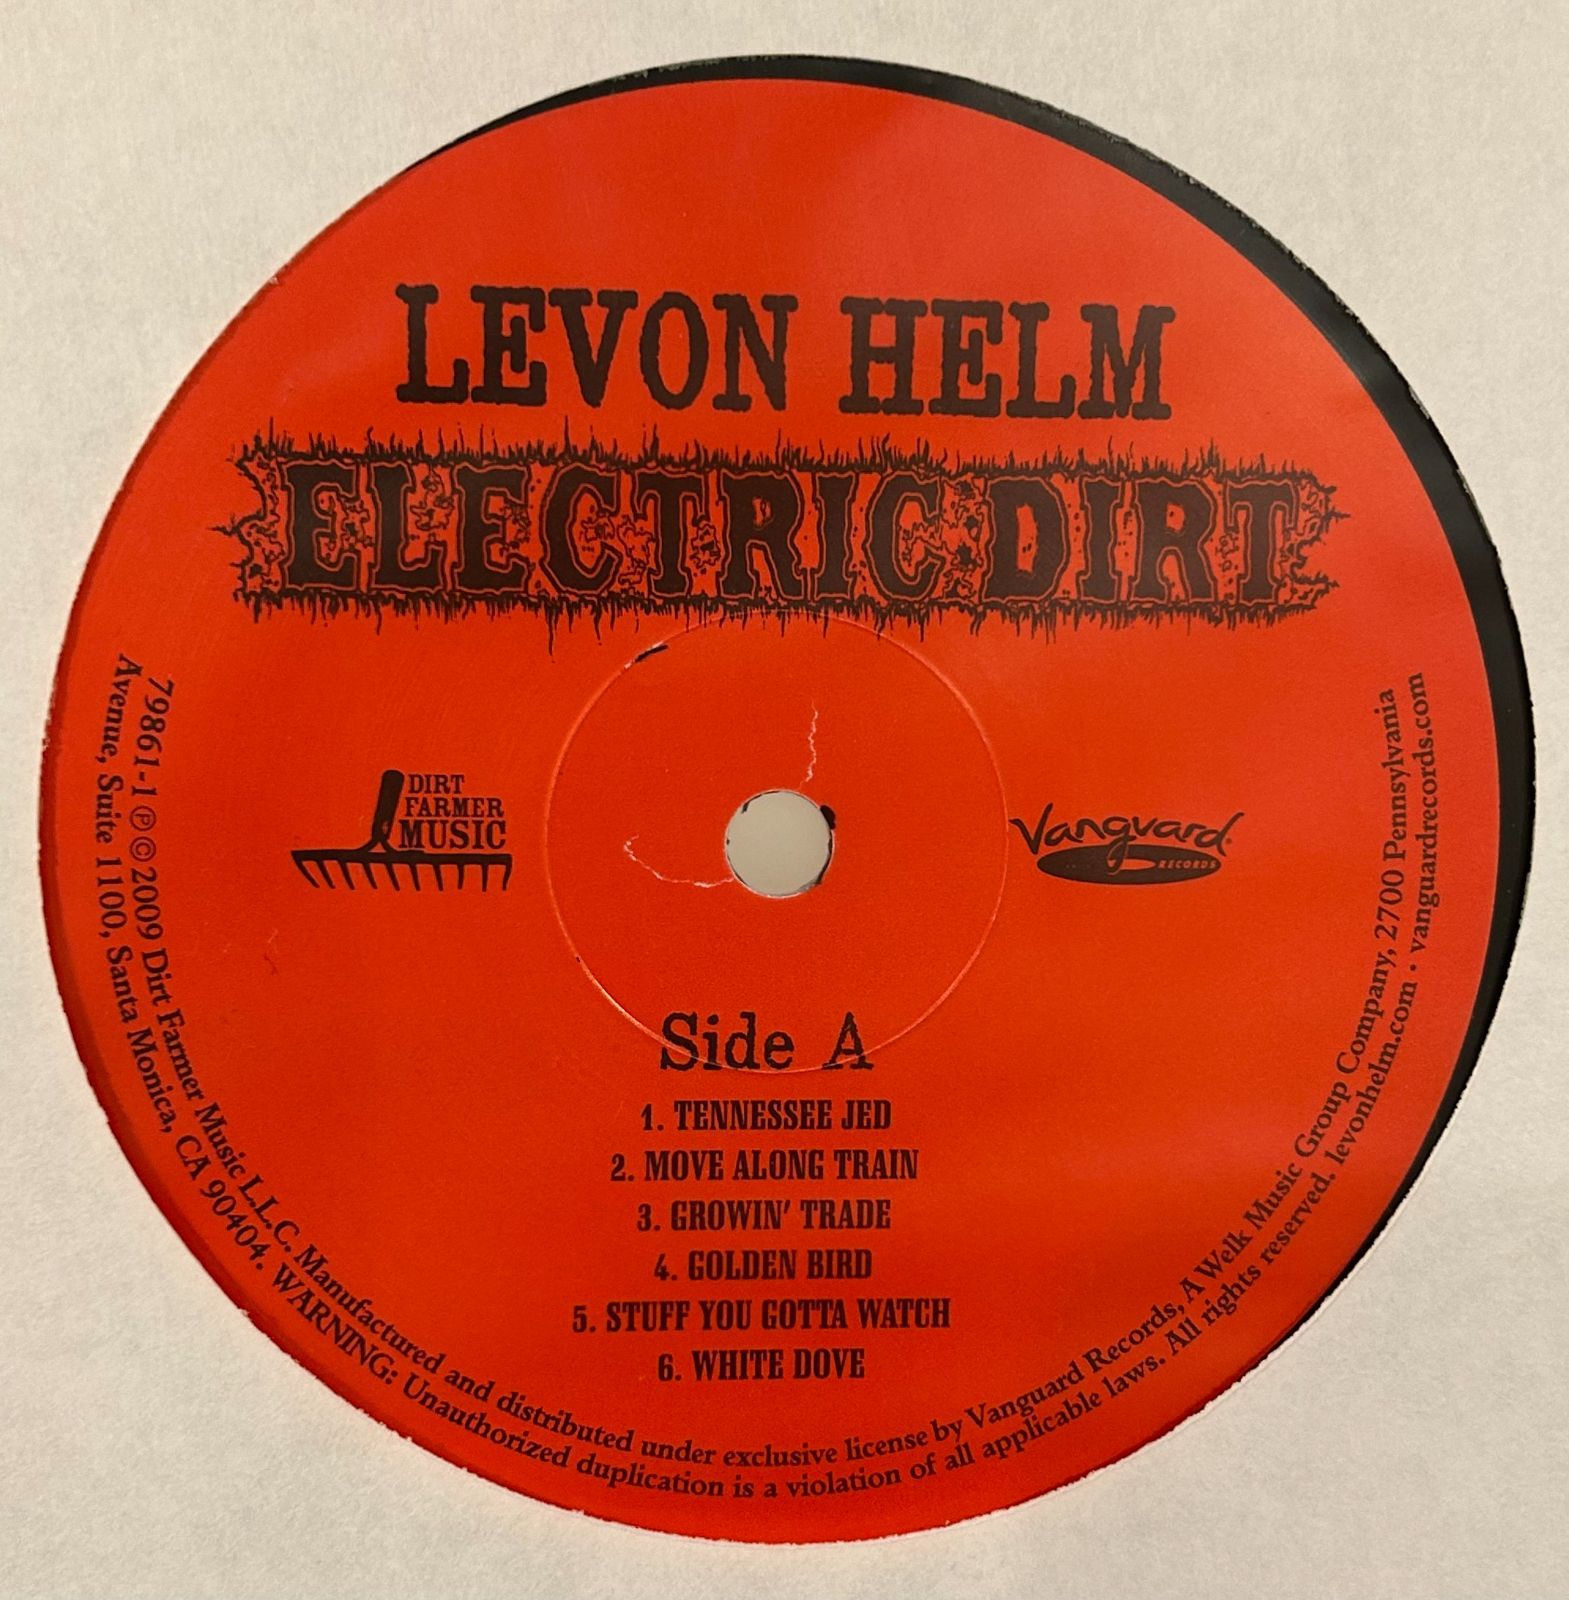 LEVON HELM
ELECTRIC DIRT
DIRT
FARMER
MUSIC
Vanguard
RECORDS
Side A
1. TENNESSEE JED
2. MOVE ALONG TRAIN
3. GROWIN' TRADE
4. GOLDEN BIRD
5. STUFF YOU GOTTA WATCH
6. WHITE DOVE
79861-1 ℗©2009 Dirt Farmer Music L.L.C. Manufactured and distributed under exclusive license by Vanguard Records, A Welk Music Group Company, 2700 Pennsylvania
Avenue, Suite 1100, Santa Monica, CA 90404. WARNING: Unauthorized duplication is a violation of all applicable laws. All rights reserved. levonhelm.com • vanguardrecords.com